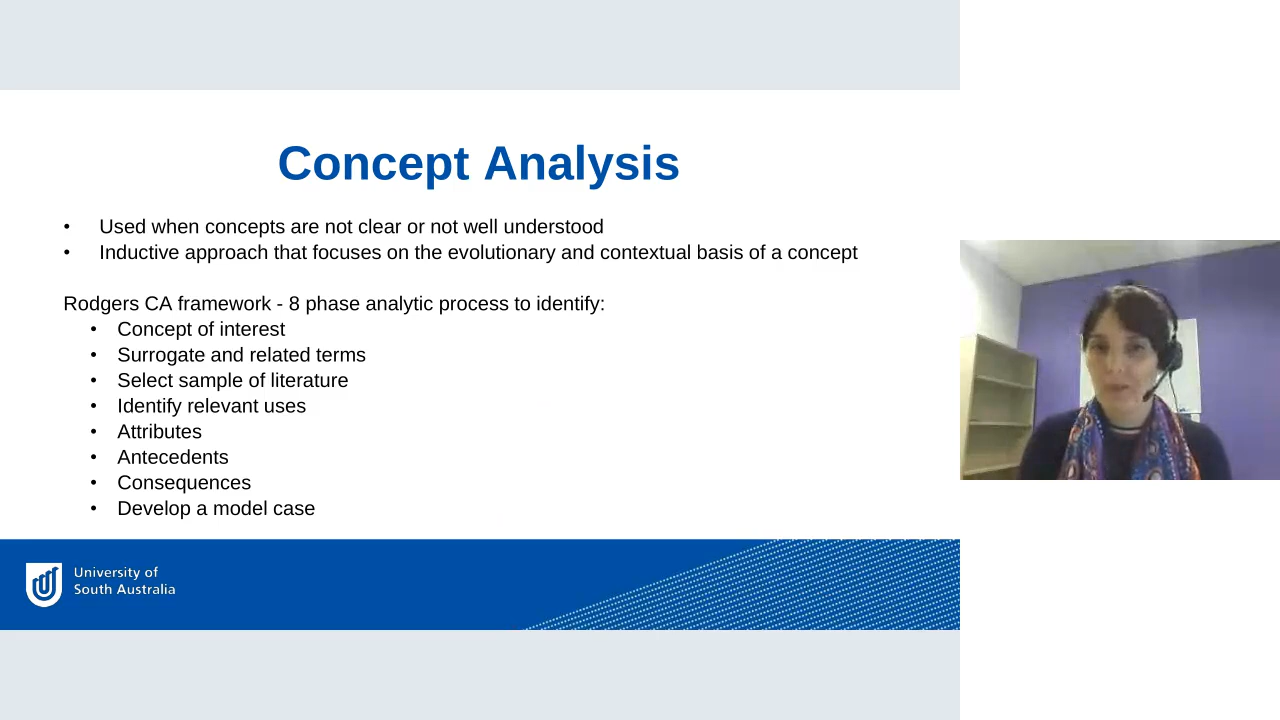 Concept Analysis
• Used when concepts are not clear or not well understood
• Inductive approach that focuses on the evolutionary and contextual basis of a concept
Rodgers CA framework - 8 phase analytic process to identify:
• Concept of interest
• Surrogate and related terms
• Select sample of literature
• Identify relevant uses
• Attributes
• Antecedents
• Consequences
• Develop a model case
University of
South Australia